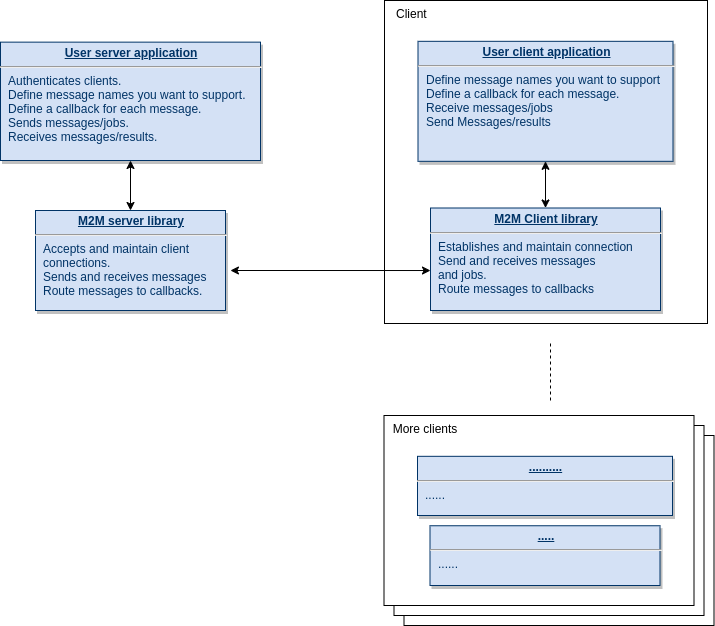 User server application
Authenticates clients.
Define message names you want to support.
Define a callback for each message.
Sends messages/jobs.
Receives messages/results.
M2M server library
Accepts and maintain client
connections.
Sends and receives messages
Route messages to callbacks.
Client
User client application
Define message names you want to support
Define a callback for each message.
Receive messages/jobs
Send Messages/results
M2M Client library
Establishes and maintain connection
Send and receives messages
and jobs.
Route messages to callbacks
More clients
..........
......
.....
......